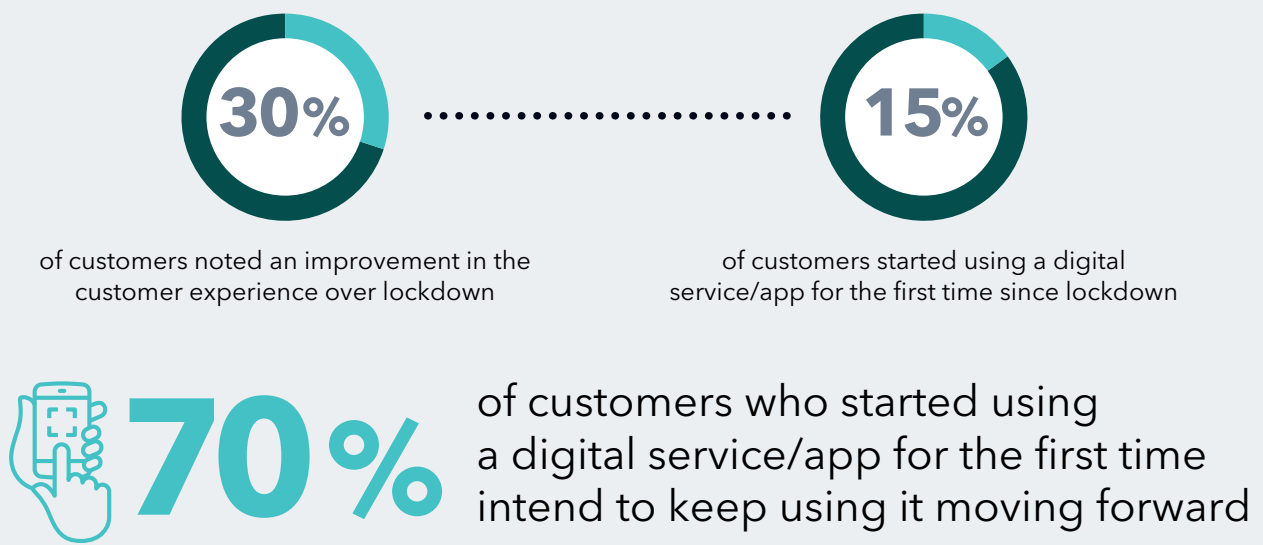 30%
of customers noted an improvement in the
customer experience over lockdown
15%
of customers started using a digital
service/app for the first time since lockdown
70%
of customers who started using
a digital service/app for the first time
intend to keep using it moving forward